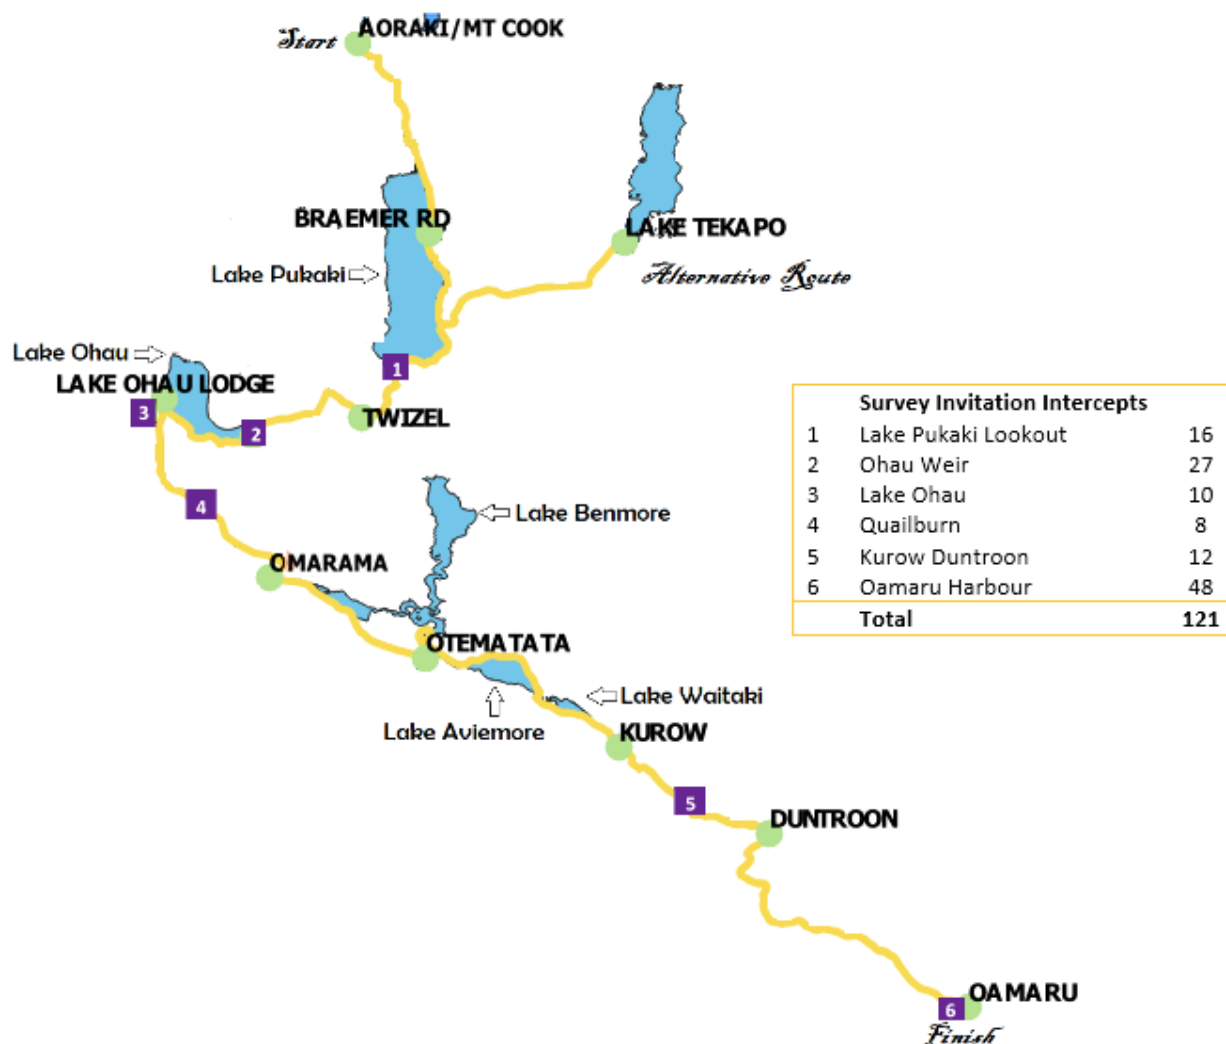 AORAKI/MT COOK
Start
BRAEMER RD
LAKE TEKAPO
Lake Pukaki
Alternative Route
Lake Ohau
1
LAKE OHAU LODGE
3
TWIZEL
2
4
Lake Benmore
OMARAMA
OTEMATATA
Lake Waitaki
Lake Aviemore
KUROW
5
DUNTROON
OAMARU
6
Finish
Survey Invitation Intercepts
1 Lake Pukaki Lookout 16
2 Ohau Weir 27
3 Lake Ohau 10
4 Quailburn 8
5 Kurow Duntroon 12
6 Oamaru Harbour 48
Total 121